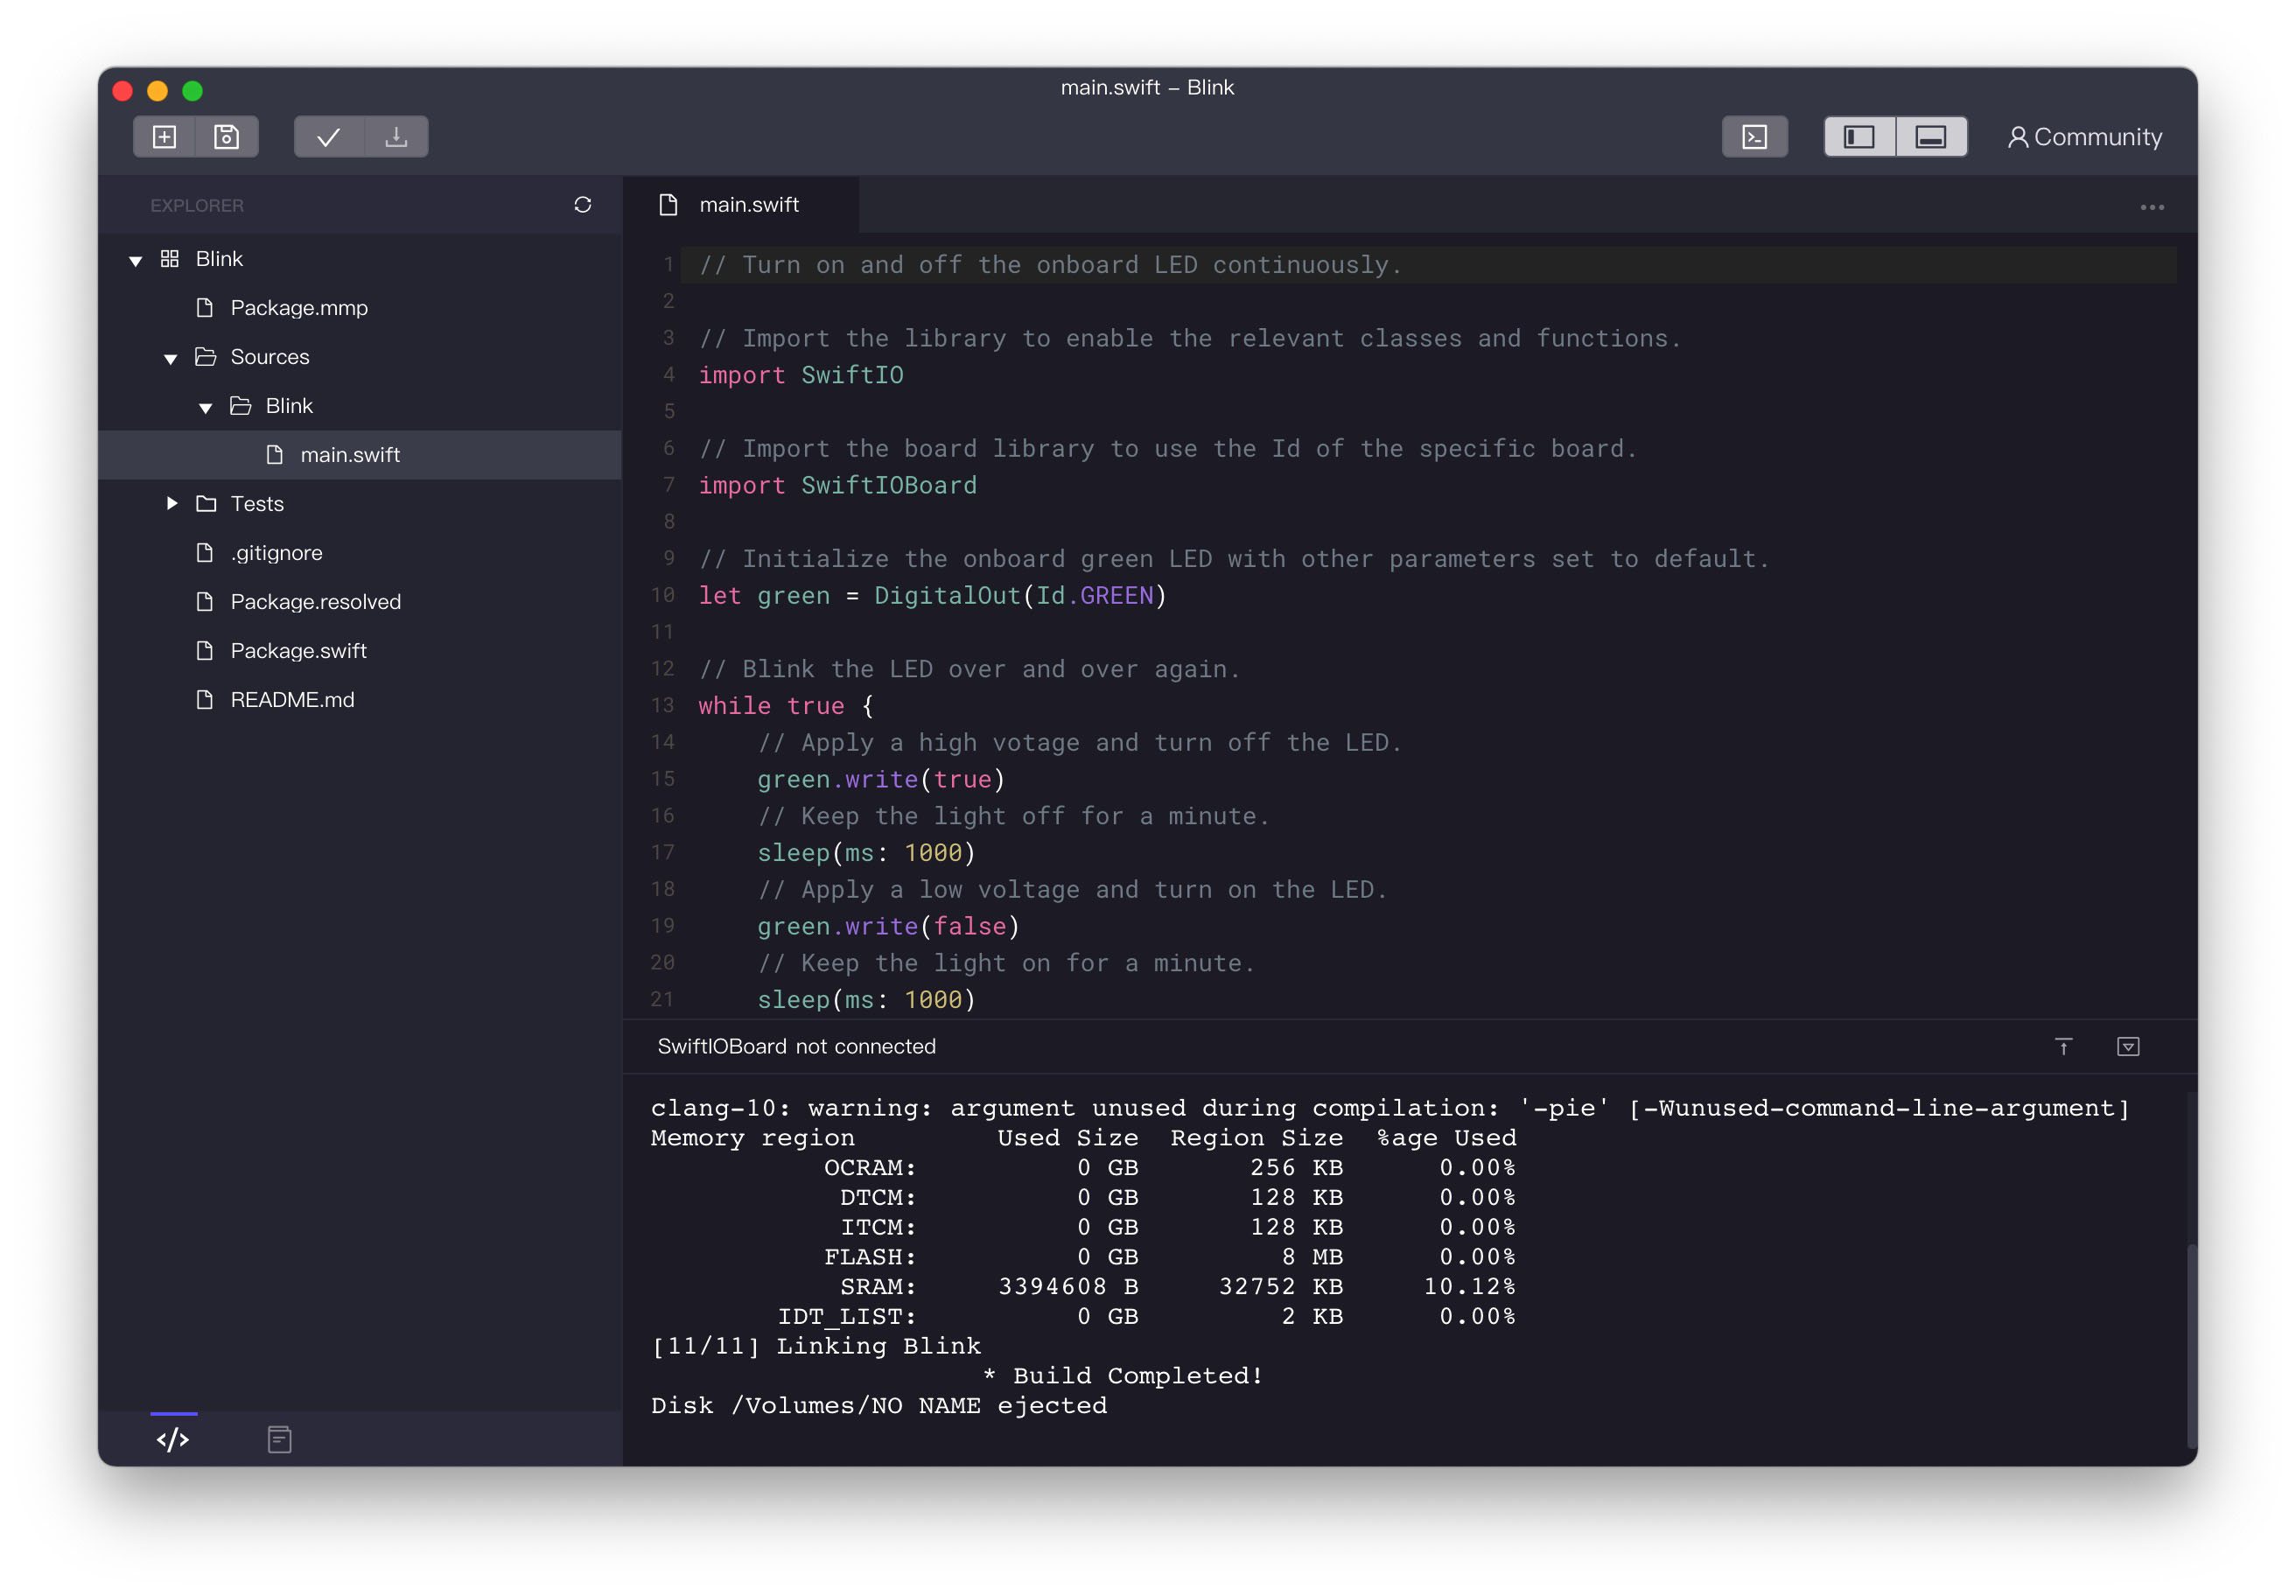 main.swift – Blink
Community
EXPLORER
Blink
Package.mmp
Sources
Blink
main.swift
Tests
.gitignore
Package.resolved
Package.swift
README.md
main.swift
1 // Turn on and off the onboard LED continuously.
2
3 // Import the library to enable the relevant classes and functions.
4 import SwiftIO
5
6 // Import the board library to use the Id of the specific board.
7 import SwiftIOBoard
8
9 // Initialize the onboard green LED with other parameters set to default.
10 let green = DigitalOut(Id.GREEN)
11
12 // Blink the LED over and over again.
13 while true {
14     // Apply a high votage and turn off the LED.
15     green.write(true)
16     // Keep the light off for a minute.
17     sleep(ms: 1000)
18     // Apply a low voltage and turn on the LED.
19     green.write(false)
20     // Keep the light on for a minute.
21     sleep(ms: 1000)
SwiftIOBoard not connected
clang-10: warning: argument unused during compilation: '-pie' [-Wunused-command-line-argument]
Memory region         Used Size  Region Size  %age Used
OCRAM:          0 GB       256 KB      0.00%
DTCM:          0 GB       128 KB      0.00%
ITCM:          0 GB       128 KB      0.00%
FLASH:          0 GB         8 MB      0.00%
SRAM:     3394608 B     32752 KB     10.12%
IDT_LIST:          0 GB         2 KB      0.00%
[11/11] Linking Blink
* Build Completed!
Disk /Volumes/NO NAME ejected